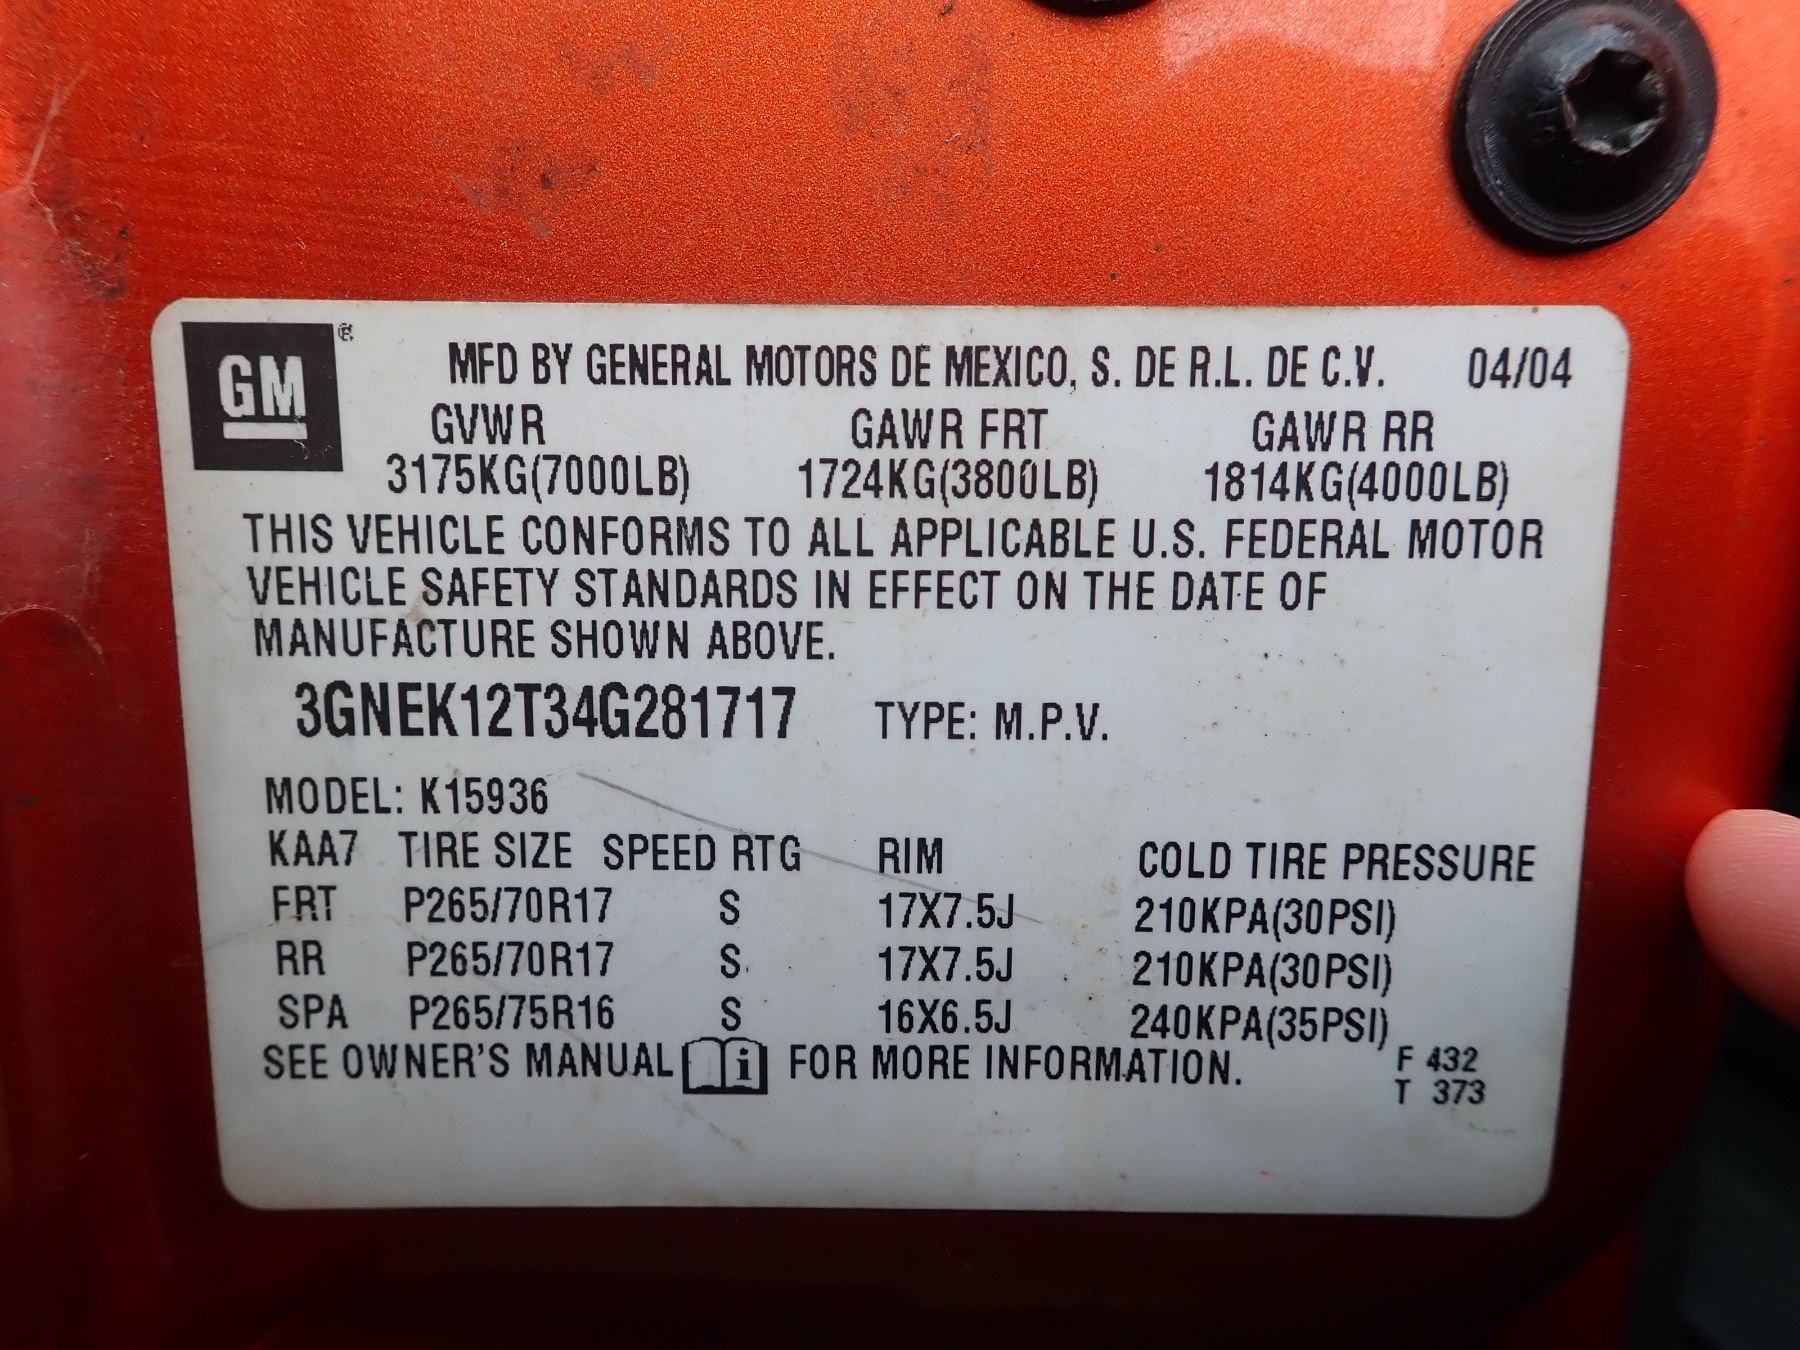 GM
MFD BY GENERAL MOTORS DE MEXICO, S. DE R.L. DE C.V. 04/04
GVWR GAWR FRT GAWR RR
3175KG(7000LB) 1724KG(3800LB) 1814KG(4000LB)
THIS VEHICLE CONFORMS TO ALL APPLICABLE U.S. FEDERAL MOTOR
VEHICLE SAFETY STANDARDS IN EFFECT ON THE DATE OF
MANUFACTURE SHOWN ABOVE.
3GNEK12T34G281717 TYPE: M.P.V.
MODEL: K15936
KAA7 TIRE SIZE SPEED RTG RIM COLD TIRE PRESSURE
FRT P265/70R17 S 17X7.5J 210KPA(30PSI)
RR P265/70R17 S 17X7.5J 210KPA(30PSI)
SPA P265/75R16 S 16X6.5J 240KPA(35PSI)
SEE OWNER'S MANUAL i FOR MORE INFORMATION.
F 432
T 373